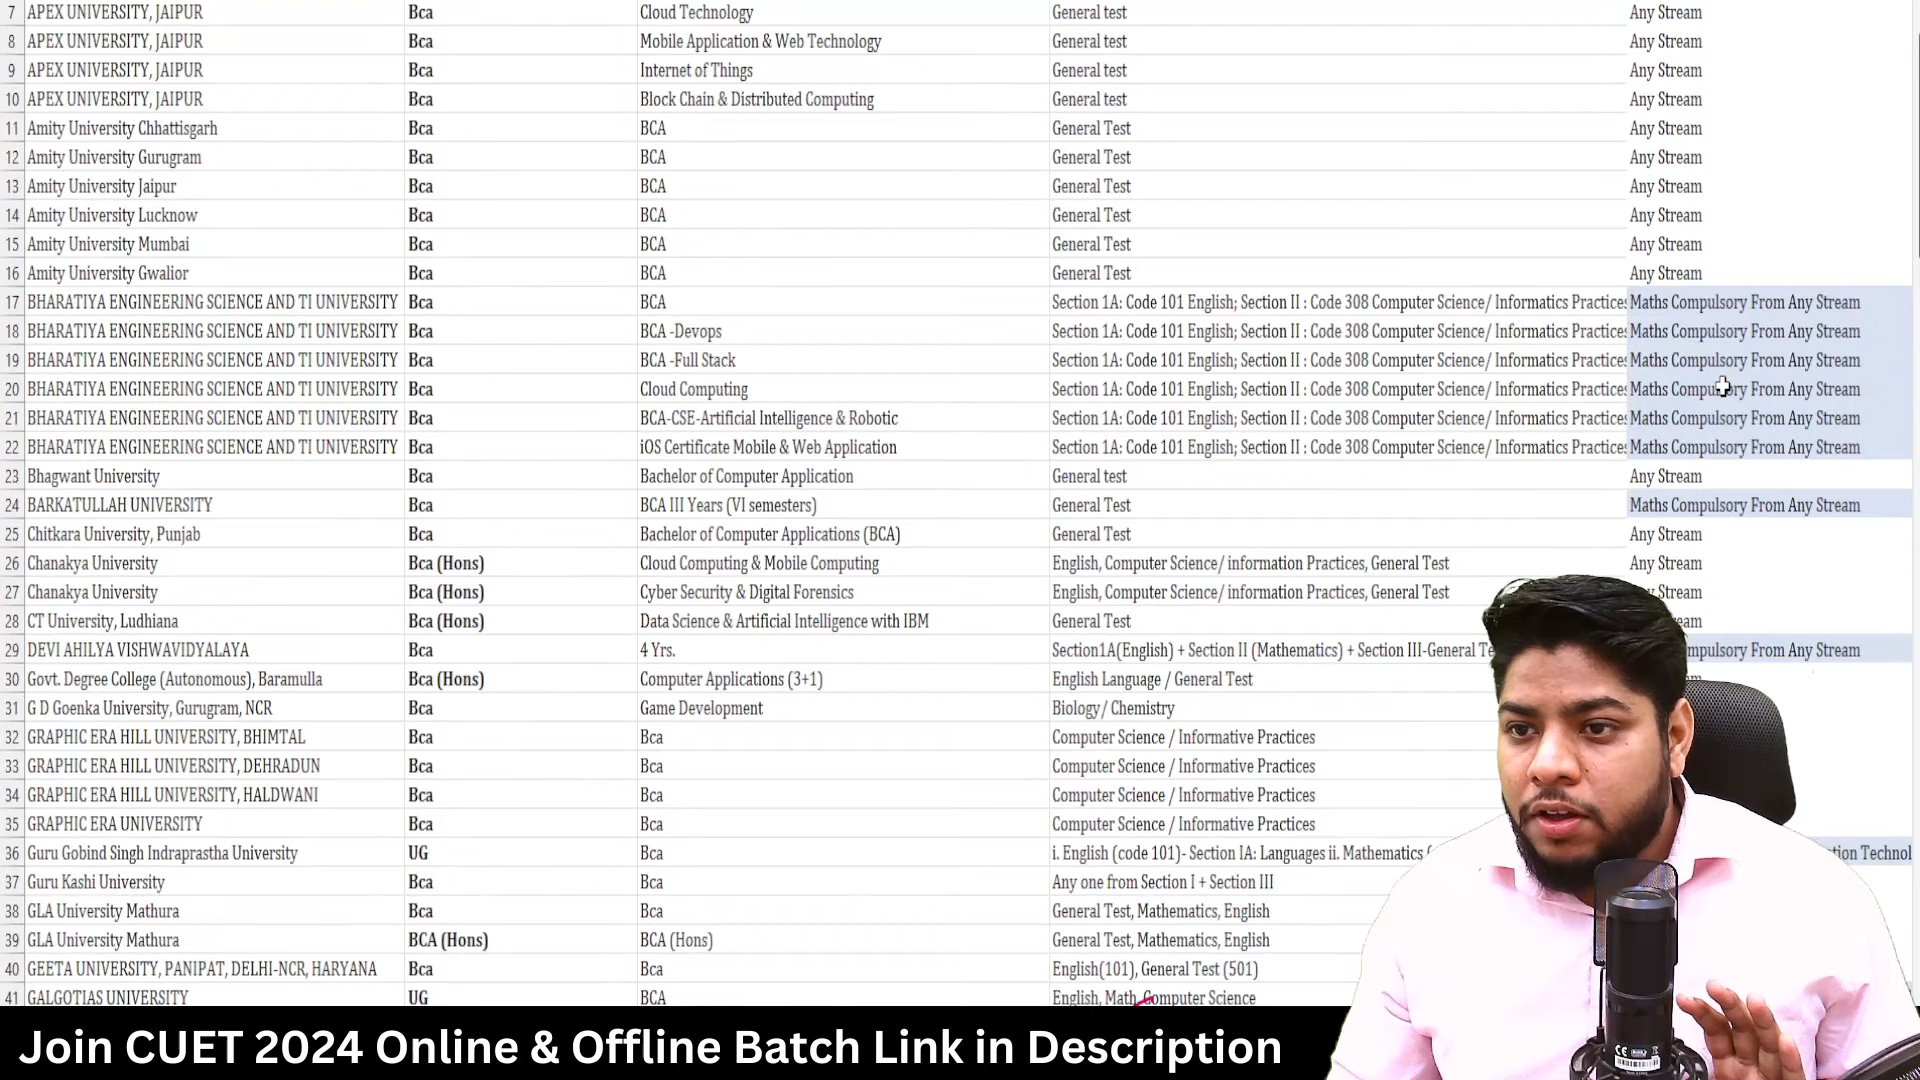 7 APEX UNIVERSITY, JAIPUR Bca Cloud Technology General test Any Stream
8 APEX UNIVERSITY, JAIPUR Bca Mobile Application & Web Technology General test Any Stream
9 APEX UNIVERSITY, JAIPUR Bca Internet of Things General test Any Stream
10 APEX UNIVERSITY, JAIPUR Bca Block Chain & Distributed Computing General test Any Stream
11 Amity University Chhattisgarh Bca BCA General Test Any Stream
12 Amity University Gurugram Bca BCA General Test Any Stream
13 Amity University Jaipur Bca BCA General Test Any Stream
14 Amity University Lucknow Bca BCA General Test Any Stream
15 Amity University Mumbai Bca BCA General Test Any Stream
16 Amity University Gwalior Bca BCA General Test Any Stream
17 BHARATIYA ENGINEERING SCIENCE AND TI UNIVERSITY Bca BCA Section 1A: Code 101 English; Section II : Code 308 Computer Science/ Informatics Practices Maths Compulsory From Any Stream
18 BHARATIYA ENGINEERING SCIENCE AND TI UNIVERSITY Bca BCA -Devops Section 1A: Code 101 English; Section II : Code 308 Computer Science/ Informatics Practices Maths Compulsory From Any Stream
19 BHARATIYA ENGINEERING SCIENCE AND TI UNIVERSITY Bca BCA -Full Stack Section 1A: Code 101 English; Section II : Code 308 Computer Science/ Informatics Practices Maths Compulsory From Any Stream
20 BHARATIYA ENGINEERING SCIENCE AND TI UNIVERSITY Bca Cloud Computing Section 1A: Code 101 English; Section II : Code 308 Computer Science/ Informatics Practices Maths Compulsory From Any Stream
21 BHARATIYA ENGINEERING SCIENCE AND TI UNIVERSITY Bca BCA-CSE-Artificial Intelligence & Robotic Section 1A: Code 101 English; Section II : Code 308 Computer Science/ Informatics Practices Maths Compulsory From Any Stream
22 BHARATIYA ENGINEERING SCIENCE AND TI UNIVERSITY Bca iOS Certificate Mobile & Web Application Section 1A: Code 101 English; Section II : Code 308 Computer Science/ Informatics Practices Maths Compulsory From Any Stream
23 Bhagwant University Bca Bachelor of Computer Application General test Any Stream
24 BARKATULLAH UNIVERSITY Bca BCA III Years (VI semesters) General Test Maths Compulsory From Any Stream
25 Chitkara University, Punjab Bca Bachelor of Computer Applications (BCA) General Test Any Stream
26 Chanakya University Bca (Hons) Cloud Computing & Mobile Computing English, Computer Science/ information Practices, General Test Any Stream
27 Chanakya University Bca (Hons) Cyber Security & Digital Forensics English, Computer Science/ information Practices, General Test Stream
28 CT University, Ludhiana Bca (Hons) Data Science & Artificial Intelligence with IBM General Test
29 DEVI AHILYA VISHWAVIDYALAYA Bca 4 Yrs. Section1A(English) + Section II (Mathematics) + Section III-General Te mpulsory From Any Stream
30 Govt. Degree College (Autonomous), Baramulla Bca (Hons) Computer Applications (3+1) English Language / General Test
31 G D Goenka University, Gurugram, NCR Bca Game Development Biology/ Chemistry
32 GRAPHIC ERA HILL UNIVERSITY, BHIMTAL Bca Bca Computer Science / Informative Practices
33 GRAPHIC ERA HILL UNIVERSITY, DEHRADUN Bca Bca Computer Science / Informative Practices
34 GRAPHIC ERA HILL UNIVERSITY, HALDWANI Bca Bca Computer Science / Informative Practices
35 GRAPHIC ERA UNIVERSITY Bca Bca Computer Science / Informative Practices
36 Guru Gobind Singh Indraprastha University UG Bca i. English (code 101)- Section IA: Languages ii. Mathematics ( tion Technol
37 Guru Kashi University Bca Bca Any one from Section I + Section III
38 GLA University Mathura Bca Bca General Test, Mathematics, English
39 GLA University Mathura BCA (Hons) BCA (Hons) General Test, Mathematics, English
40 GEETA UNIVERSITY, PANIPAT, DELHI-NCR, HARYANA Bca Bca English(101), General Test (501)
41 GALGOTIAS UNIVERSITY UG BCA English, Math, Computer Science
Join CUET 2024 Online & Offline Batch Link in Description